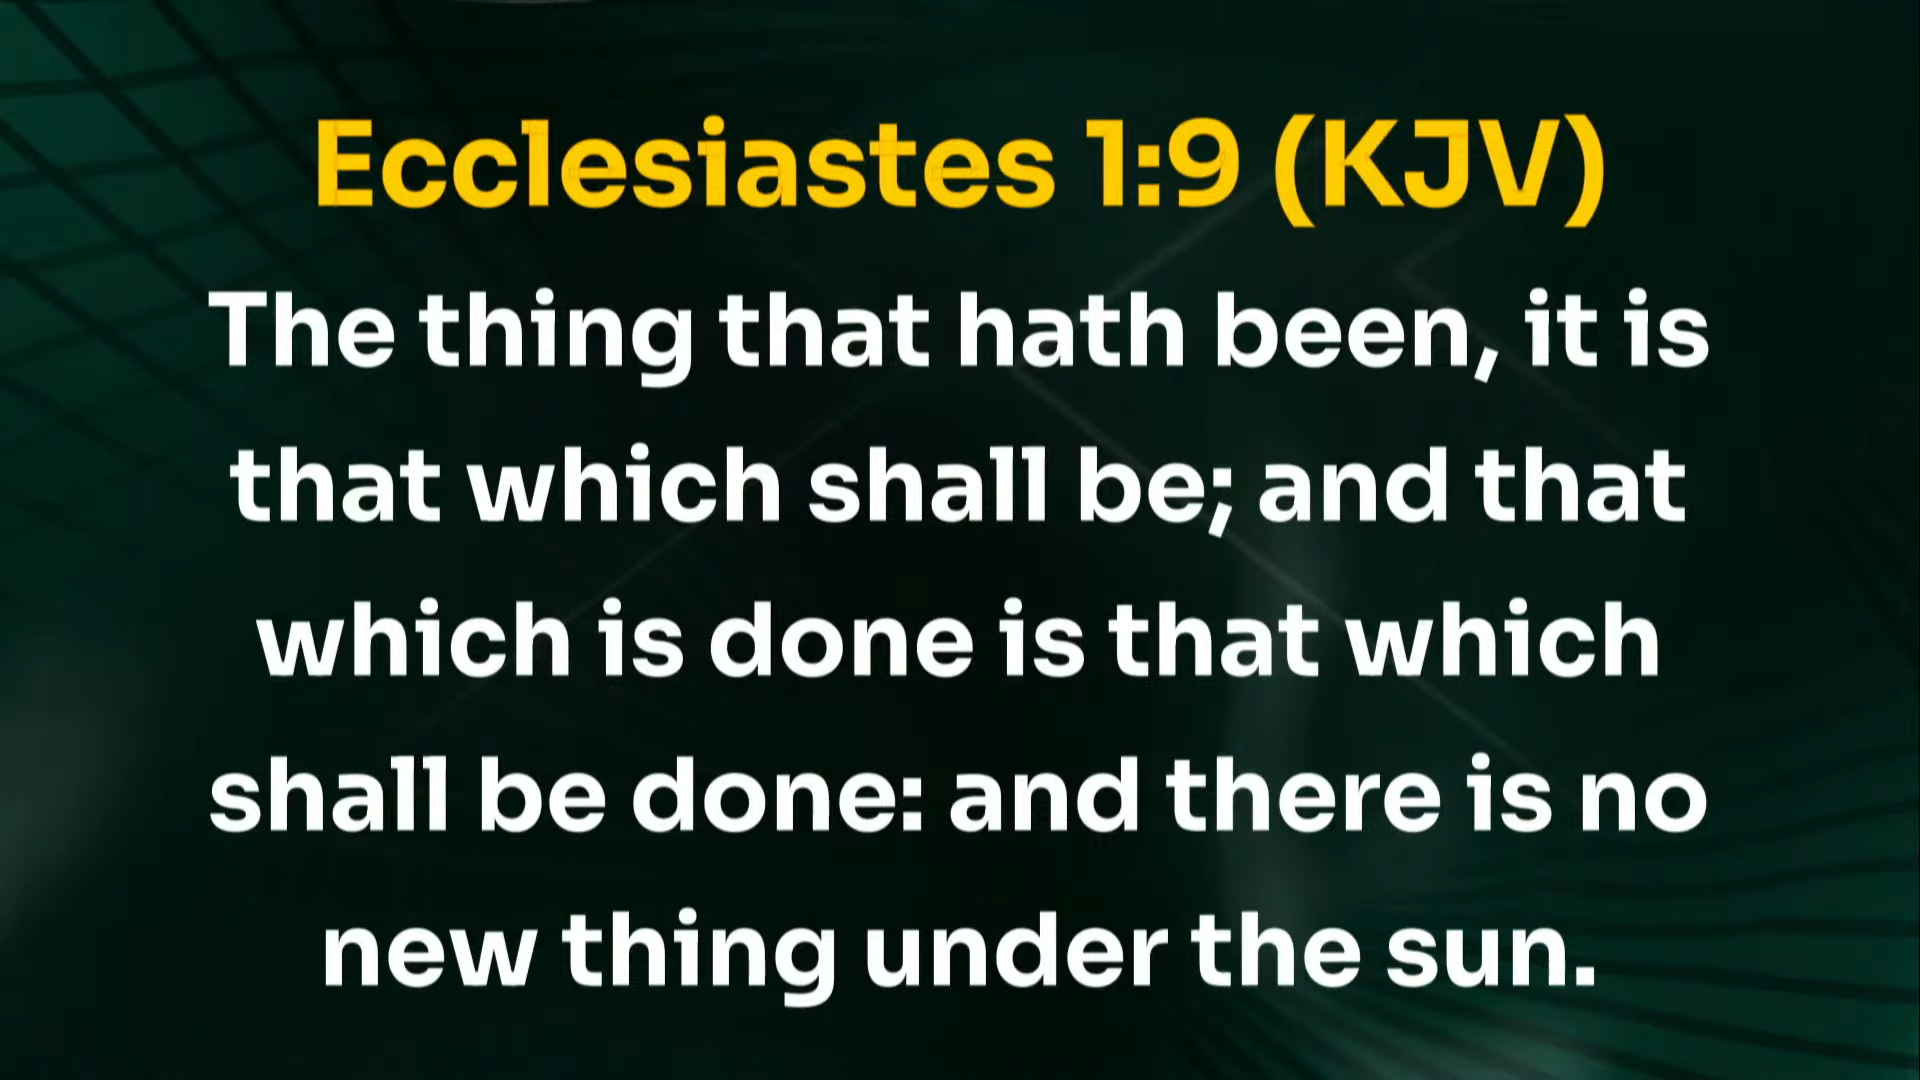 Ecclesiastes 1:9 (KJV)
The thing that hath been, it is
that which shall be; and that
which is done is that which
shall be done: and there is no
new thing under the sun.